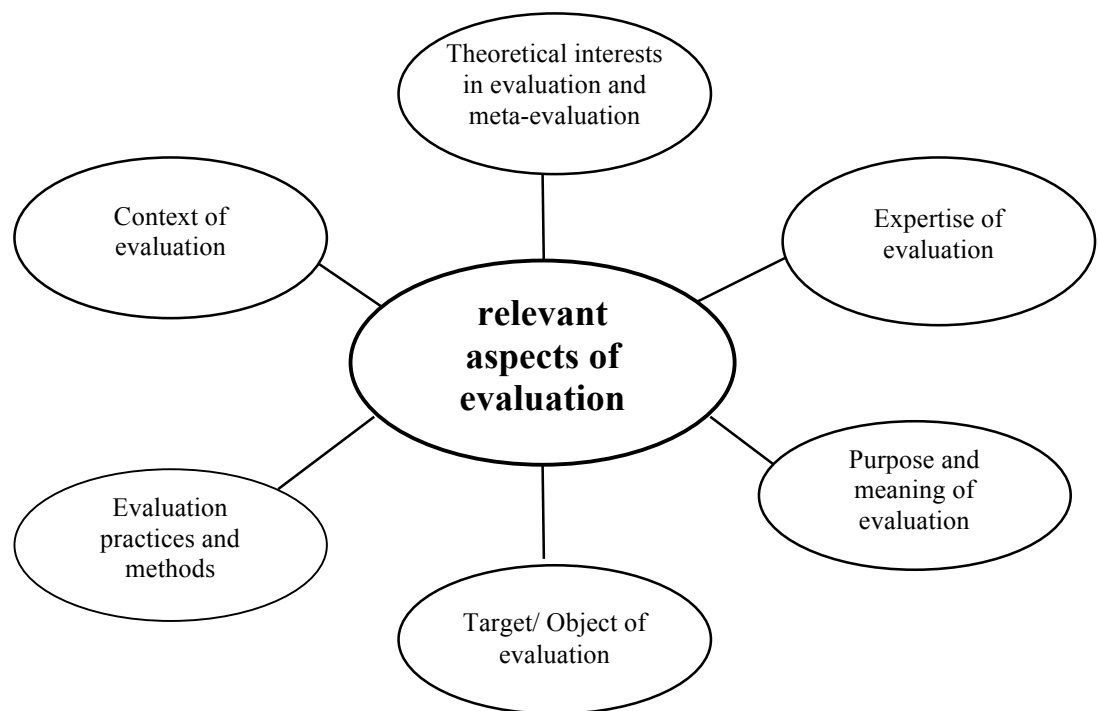 Theoretical interests
in evaluation and
meta-evaluation
Context of
evaluation
Expertise of
evaluation
relevant
aspects of
evaluation
Evaluation
practices and
methods
Purpose and
meaning of
evaluation
Target/ Object of
evaluation